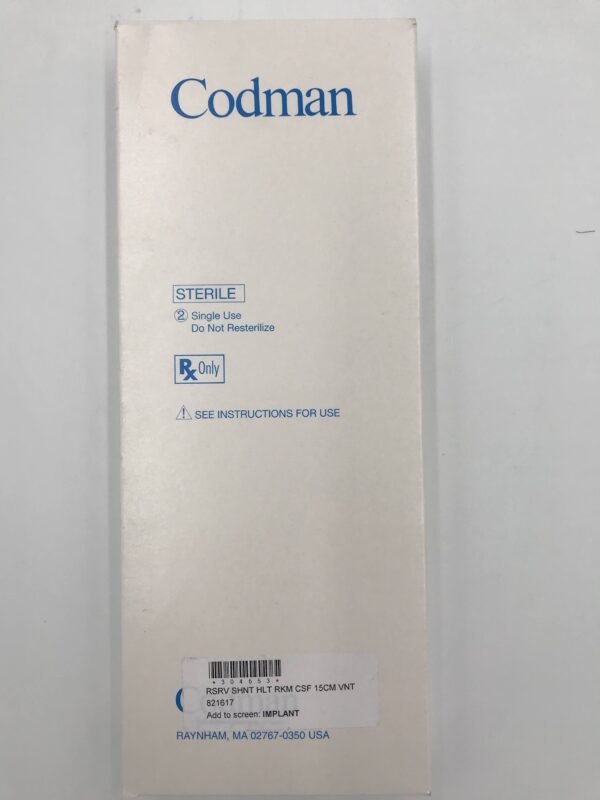 Codman
STERILE
2 Single Use
Do Not Resterilize
Rx Only
SEE INSTRUCTIONS FOR USE
*304653*
RSRV SHNT HLT RKM CSF 15CM VNT
821617
Add to screen: IMPLANT
RAYNHAM, MA 02767-0350 USA